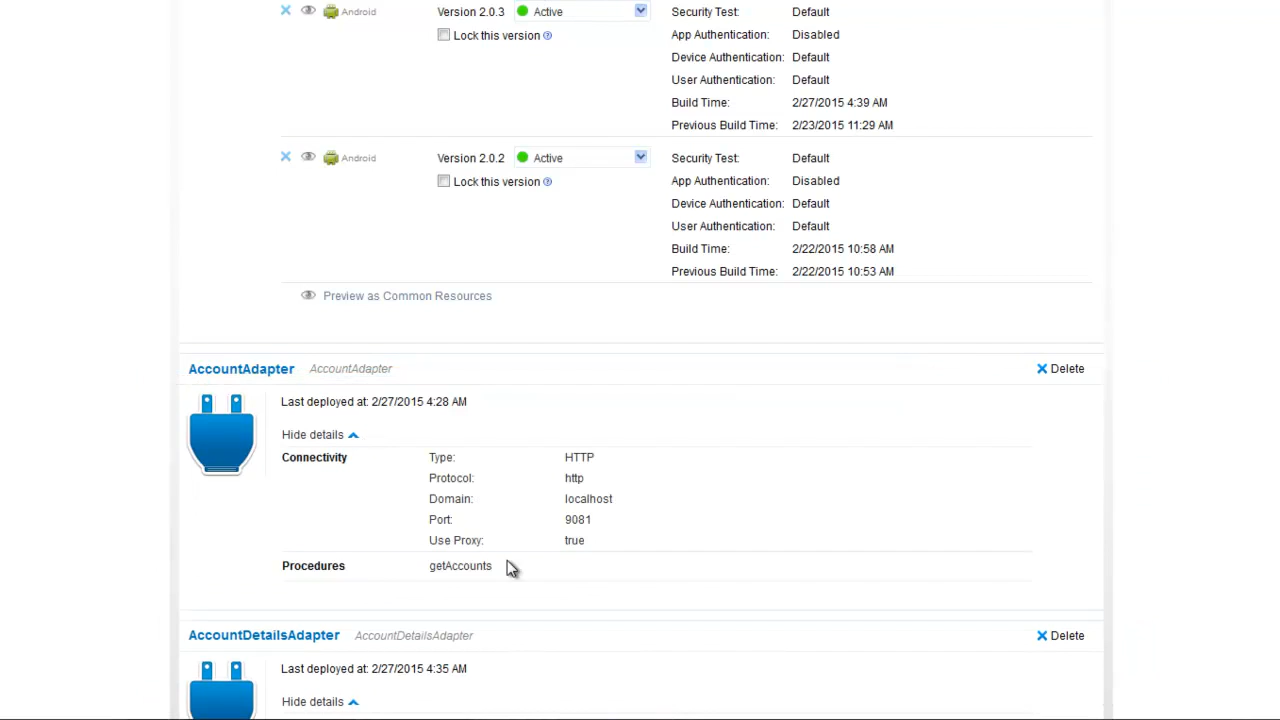 Android Version 2.0.3 Active Security Test: Default
Lock this version App Authentication: Disabled
Device Authentication: Default
User Authentication: Default
Build Time: 2/27/2015 4:39 AM
Previous Build Time: 2/23/2015 11:29 AM
Android Version 2.0.2 Active Security Test: Default
Lock this version App Authentication: Disabled
Device Authentication: Default
User Authentication: Default
Build Time: 2/22/2015 10:58 AM
Previous Build Time: 2/22/2015 10:53 AM
Preview as Common Resources
AccountAdapter AccountAdapter Delete
Last deployed at: 2/27/2015 4:28 AM
Hide details
Connectivity Type: HTTP
Protocol: http
Domain: localhost
Port: 9081
Use Proxy: true
Procedures getAccounts
AccountDetailsAdapter AccountDetailsAdapter Delete
Last deployed at: 2/27/2015 4:35 AM
Hide details